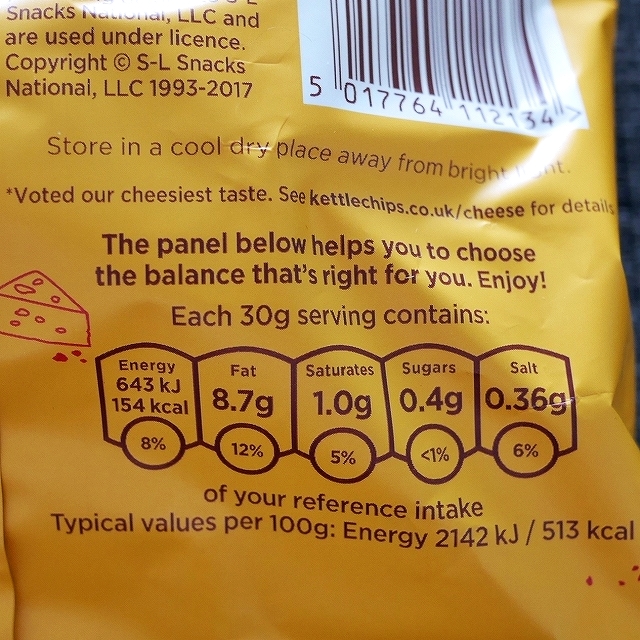 Snacks National, LLC and
are used under licence.
Copyright © S-L Snacks
National, LLC 1993-2017
5 017764 112134 >
Store in a cool dry place away from bright
*Voted our cheesiest taste. See kettlechips.co.uk/cheese for details
The panel below helps you to choose
the balance that's right for you. Enjoy!
Each 30g serving contains:
Energy 643 kJ 154 kcal 8%
Fat 8.7g 12%
Saturates 1.0g 5%
Sugars 0.4g <1%
Salt 0.36g 6%
of your reference intake
Typical values per 100g: Energy 2142 kJ / 513 kcal